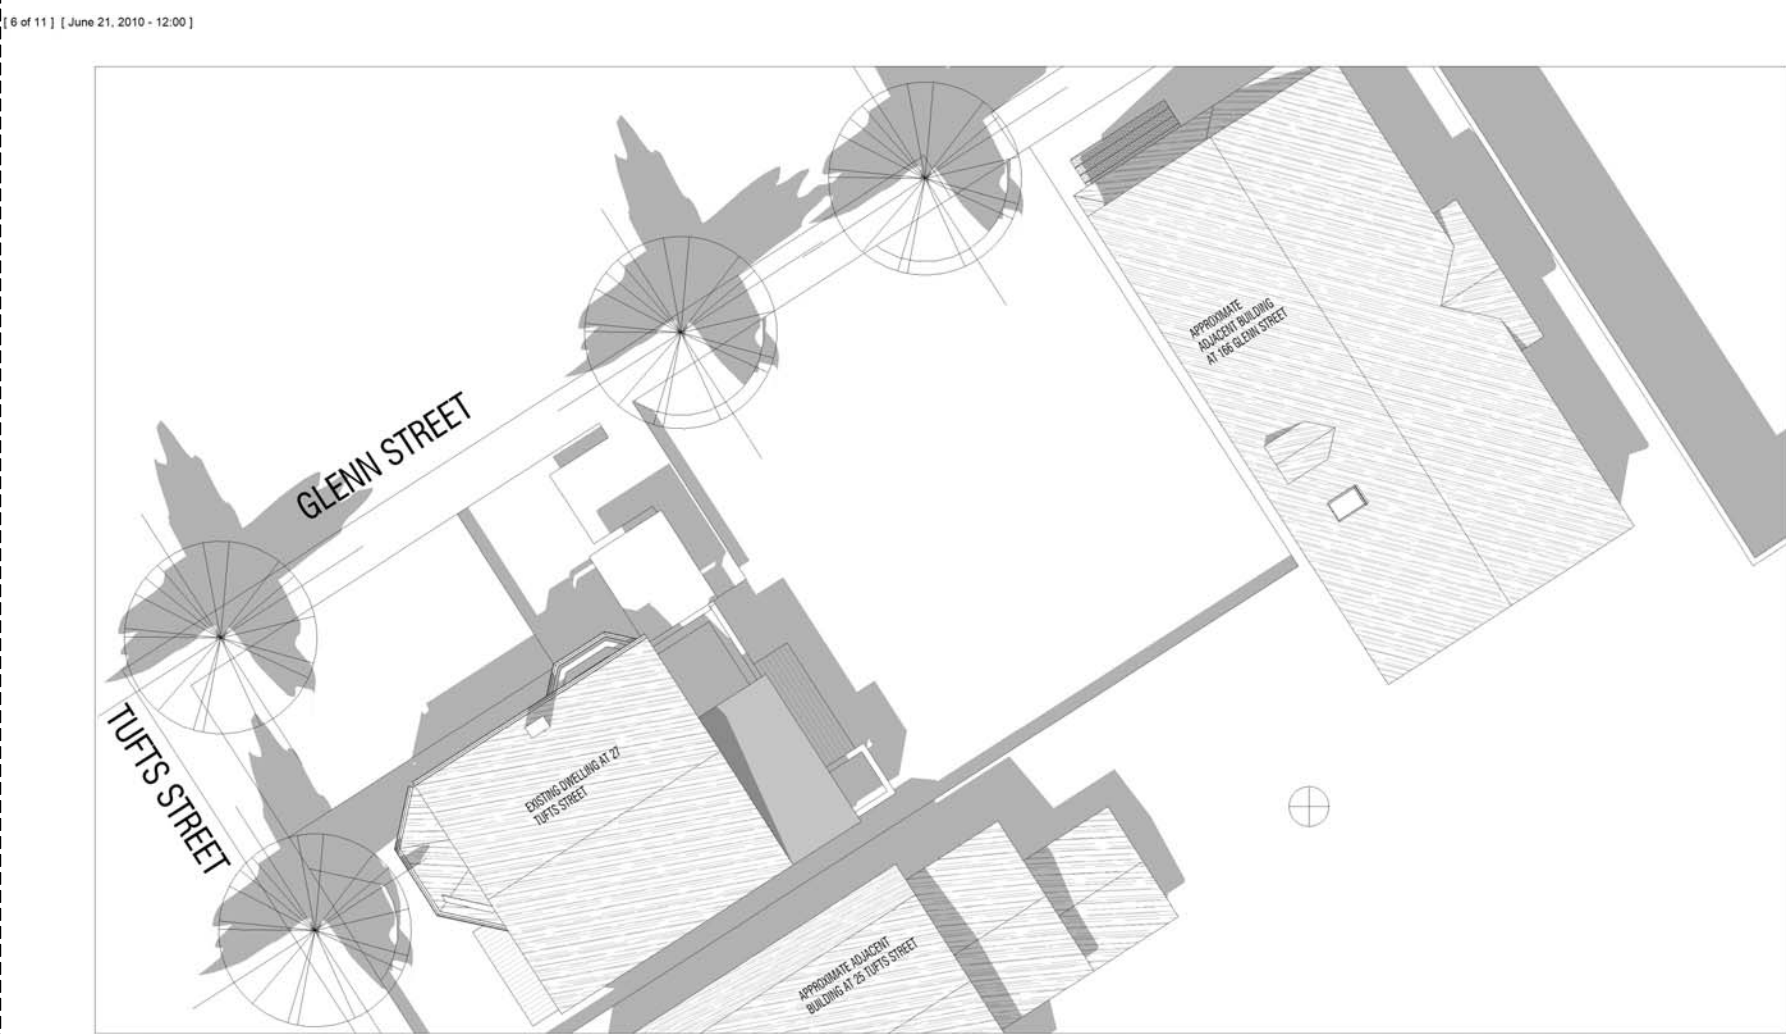 [ 6 of 11 ] [ June 21, 2010 - 12:00 ]
GLENN STREET
TUFTS STREET
APPROXIMATE
ADJACENT BUILDING
AT 166 GLENN STREET
EXISTING DWELLING AT 27
TUFTS STREET
APPROXIMATE ADJACENT
BUILDING AT 25 TUFTS STREET